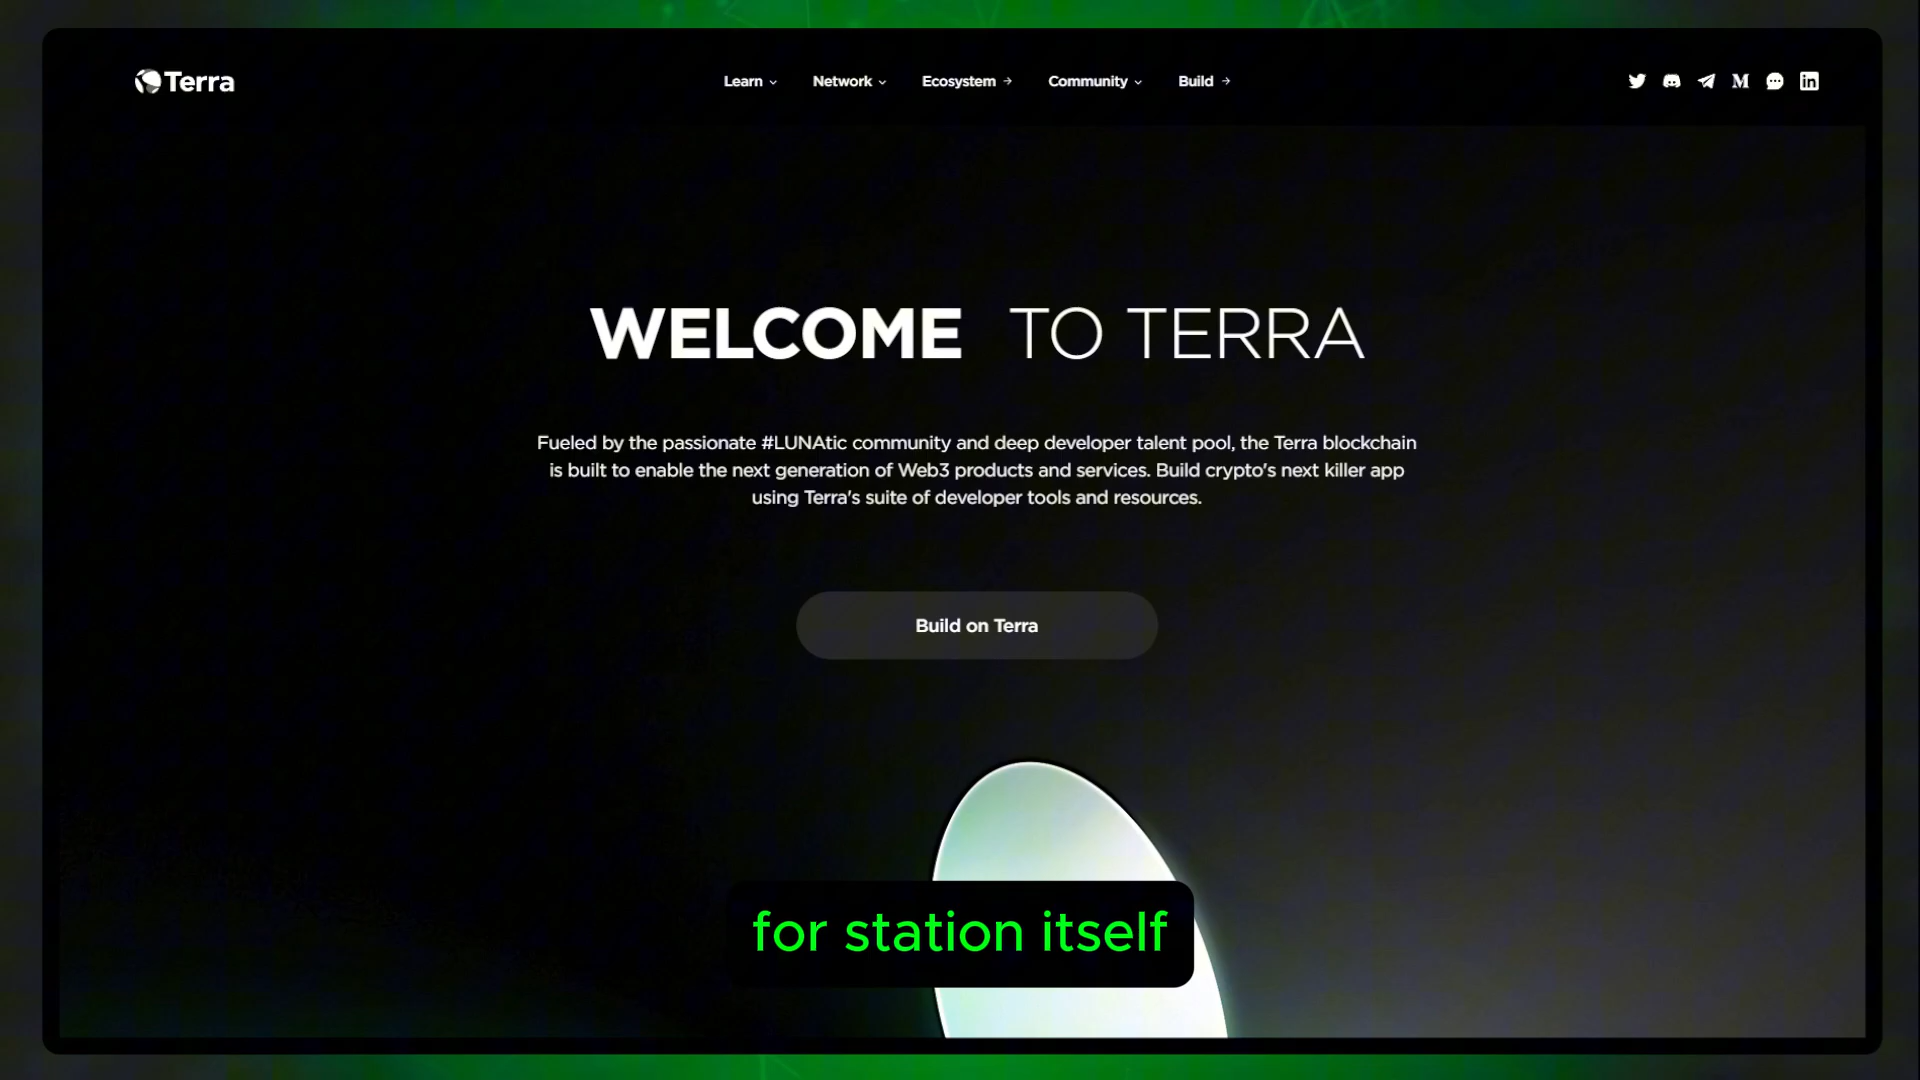 Terra
Learn
Network
Ecosystem
Community
Build
WELCOME TO TERRA
Fueled by the passionate #LUNAtic community and deep developer talent pool, the Terra blockchain
is built to enable the next generation of Web3 products and services. Build crypto's next killer app
using Terra's suite of developer tools and resources.
Build on Terra
for station itself